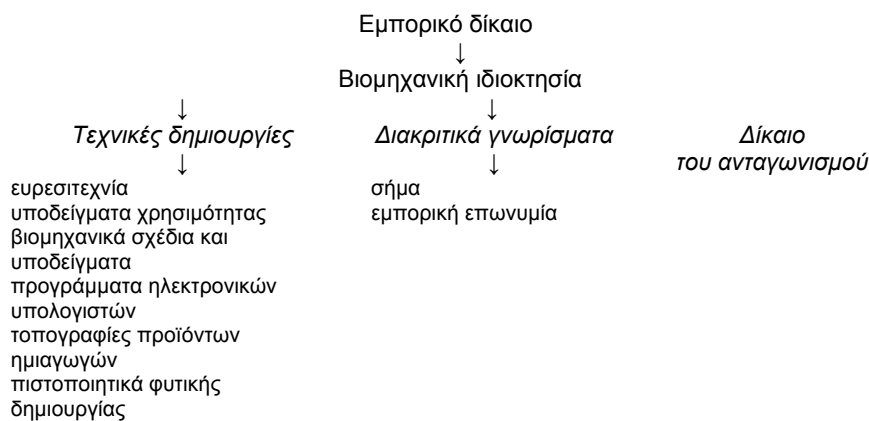 Εμπορικό δίκαιο
↓
Βιομηχανική ιδιοκτησία
↓ ↓
Τεχνικές δημιουργίες Διακριτικά γνωρίσματα Δίκαιο
↓ ↓ του ανταγωνισμού
ευρεσιτεχνία σήμα
υποδείγματα χρησιμότητας εμπορική επωνυμία
βιομηχανικά σχέδια και
υποδείγματα
προγράμματα ηλεκτρονικών
υπολογιστών
τοπογραφίες προϊόντων
ημιαγωγών
πιστοποιητικά φυτικής
δημιουργίας